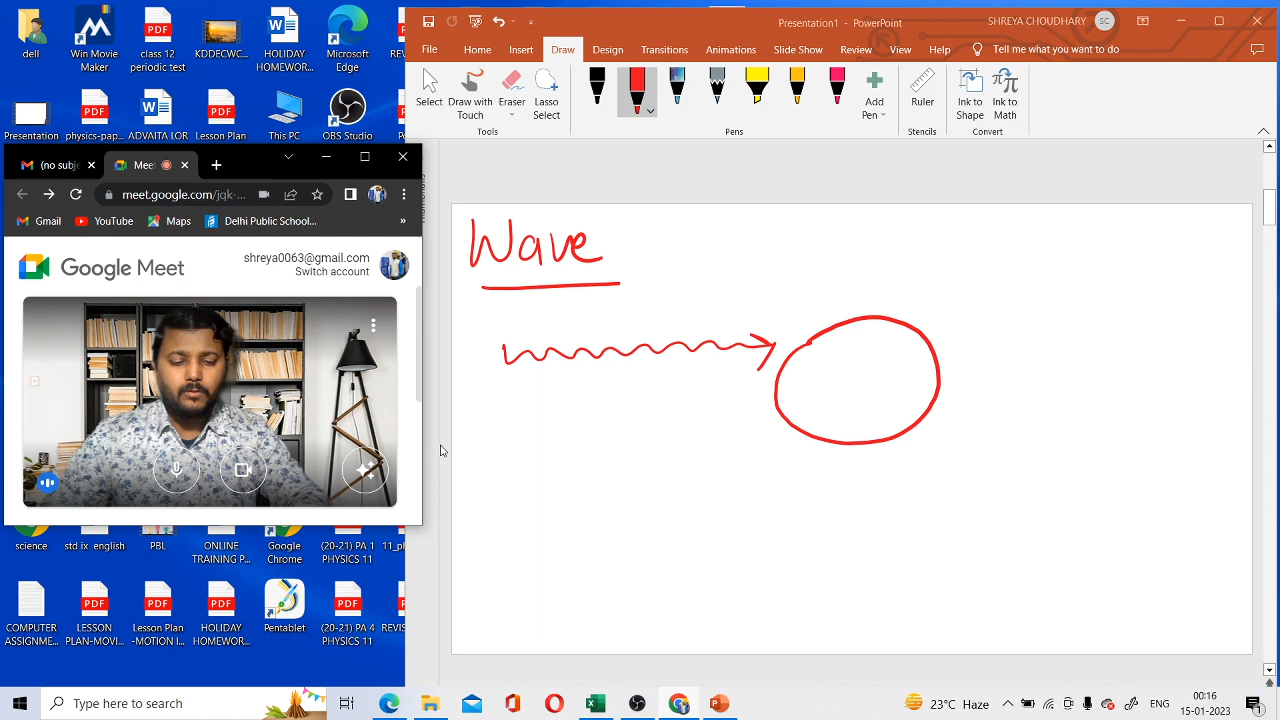 dell
Win Movie Maker
class 12 periodic test
KDDECWC...
HOLIDAY HOMEWOR...
Microsoft Edge
REV
Presentation
physics-pap...
ADVAITA LOR
Lesson Plan
This PC
OBS Studio
Pe
Presentation1 - PowerPoint
SHREYA CHOUDHARY
SC
File
Home
Insert
Draw
Design
Transitions
Animations
Slide Show
Review
View
Help
Tell me what you want to do
Select
Draw with Touch
Eraser
Lasso Select
Add Pen
Ruler
Ink to Shape
Ink to Math
Tools
Pens
Stencils
Convert
(no subje
Meet
meet.google.com/jqk-
Gmail
YouTube
Maps
Delhi Public School...
»
Google Meet
shreya0063@gmail.com
Switch account
Wave
science
std ix english
PBL
ONLINE TRAINING P...
Google Chrome
(20-21) PA 1 PHYSICS 11
11_ph
COMPUTER ASSIGNME...
LESSON PLAN-MOVI...
Lesson Plan -MOTION I...
HOLIDAY HOMEWOR...
Pentablet
(20-21) PA 4 PHYSICS 11
REVIS
Type here to search
23°C Haze
ENG
00:16
15-01-2023
1